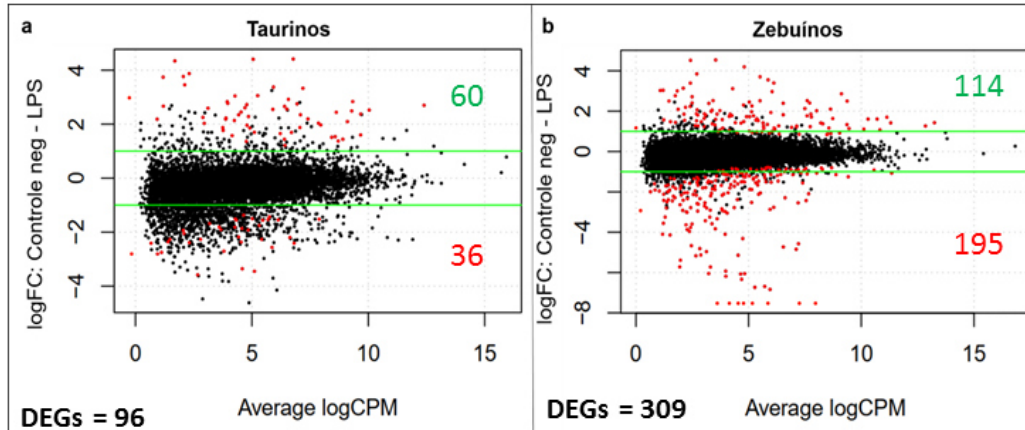 a Taurinos
logFC: Controle neg - LPS
4
2
0
−2
−4
60
36
0 5 10 15
Average logCPM
DEGs = 96
b Zebuínos
logFC: Controle neg - LPS
4
2
0
−4
−8
114
195
0 5 10 15
Average logCPM
DEGs = 309